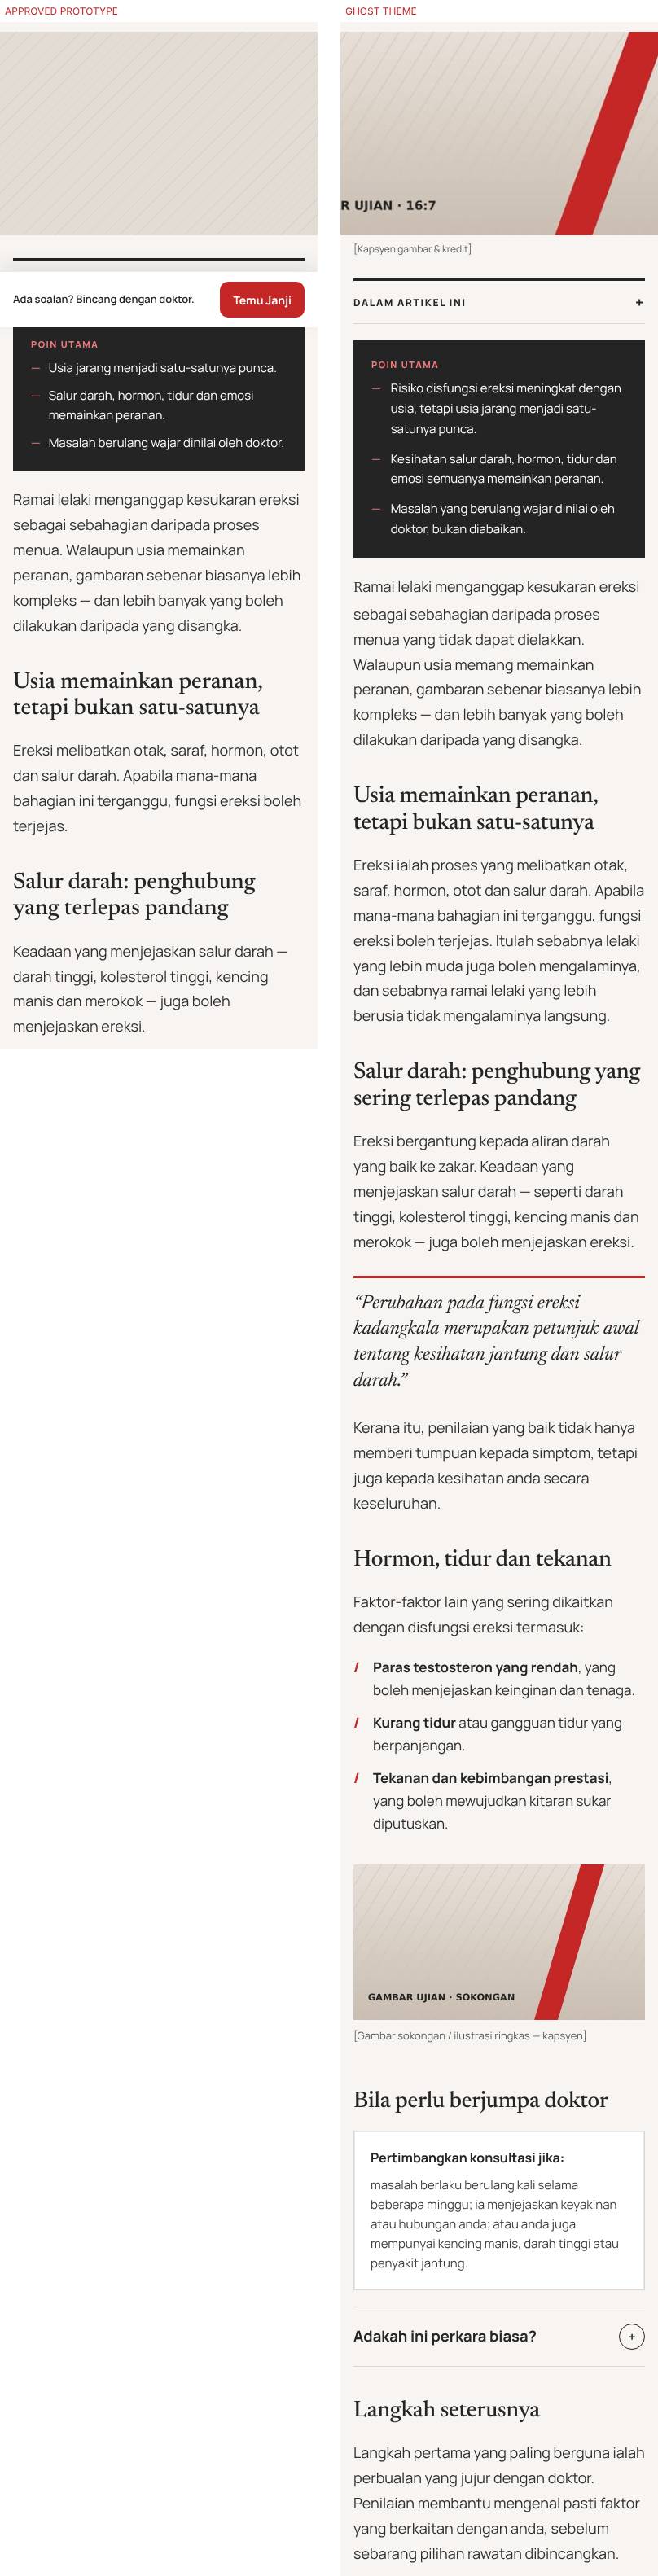 APPROVED PROTOTYPE
Ada soalan? Bincang dengan doktor.
Temu Janji
POIN UTAMA
— Usia jarang menjadi satu-satunya punca.
— Salur darah, hormon, tidur dan emosi
memainkan peranan.
— Masalah berulang wajar dinilai oleh doktor.
Ramai lelaki menganggap kesukaran ereksi
sebagai sebahagian daripada proses
menua. Walaupun usia memainkan
peranan, gambaran sebenar biasanya lebih
kompleks — dan lebih banyak yang boleh
dilakukan daripada yang disangka.
Usia memainkan peranan,
tetapi bukan satu-satunya
Ereksi melibatkan otak, saraf, hormon, otot
dan salur darah. Apabila mana-mana
bahagian ini terganggu, fungsi ereksi boleh
terjejas.
Salur darah: penghubung
yang terlepas pandang
Keadaan yang menjejaskan salur darah —
darah tinggi, kolesterol tinggi, kencing
manis dan merokok — juga boleh
menjejaskan ereksi.
GHOST THEME
R UJIAN · 16:7
[Kapsyen gambar & kredit]
DALAM ARTIKEL INI +
POIN UTAMA
— Risiko disfungsi ereksi meningkat dengan
usia, tetapi usia jarang menjadi satu-
satunya punca.
— Kesihatan salur darah, hormon, tidur dan
emosi semuanya memainkan peranan.
— Masalah yang berulang wajar dinilai oleh
doktor, bukan diabaikan.
Ramai lelaki menganggap kesukaran ereksi
sebagai sebahagian daripada proses
menua yang tidak dapat dielakkan.
Walaupun usia memang memainkan
peranan, gambaran sebenar biasanya lebih
kompleks — dan lebih banyak yang boleh
dilakukan daripada yang disangka.
Usia memainkan peranan,
tetapi bukan satu-satunya
Ereksi ialah proses yang melibatkan otak,
saraf, hormon, otot dan salur darah. Apabila
mana-mana bahagian ini terganggu, fungsi
ereksi boleh terjejas. Itulah sebabnya lelaki
yang lebih muda juga boleh mengalaminya,
dan sebabnya ramai lelaki yang lebih
berusia tidak mengalaminya langsung.
Salur darah: penghubung yang
sering terlepas pandang
Ereksi bergantung kepada aliran darah
yang baik ke zakar. Keadaan yang
menjejaskan salur darah — seperti darah
tinggi, kolesterol tinggi, kencing manis dan
merokok — juga boleh menjejaskan ereksi.
“Perubahan pada fungsi ereksi
kadangkala merupakan petunjuk awal
tentang kesihatan jantung dan salur
darah.”
Kerana itu, penilaian yang baik tidak hanya
memberi tumpuan kepada simptom, tetapi
juga kepada kesihatan anda secara
keseluruhan.
Hormon, tidur dan tekanan
Faktor-faktor lain yang sering dikaitkan
dengan disfungsi ereksi termasuk:
/ Paras testosteron yang rendah, yang
boleh menjejaskan keinginan dan tenaga.
/ Kurang tidur atau gangguan tidur yang
berpanjangan.
/ Tekanan dan kebimbangan prestasi,
yang boleh mewujudkan kitaran sukar
diputuskan.
GAMBAR UJIAN · SOKONGAN
[Gambar sokongan / ilustrasi ringkas — kapsyen]
Bila perlu berjumpa doktor
Pertimbangkan konsultasi jika:
masalah berlaku berulang kali selama
beberapa minggu; ia menjejaskan keyakinan
atau hubungan anda; atau anda juga
mempunyai kencing manis, darah tinggi atau
penyakit jantung.
Adakah ini perkara biasa? +
Langkah seterusnya
Langkah pertama yang paling berguna ialah
perbualan yang jujur dengan doktor.
Penilaian membantu mengenal pasti faktor
yang berkaitan dengan anda, sebelum
sebarang pilihan rawatan dibincangkan.